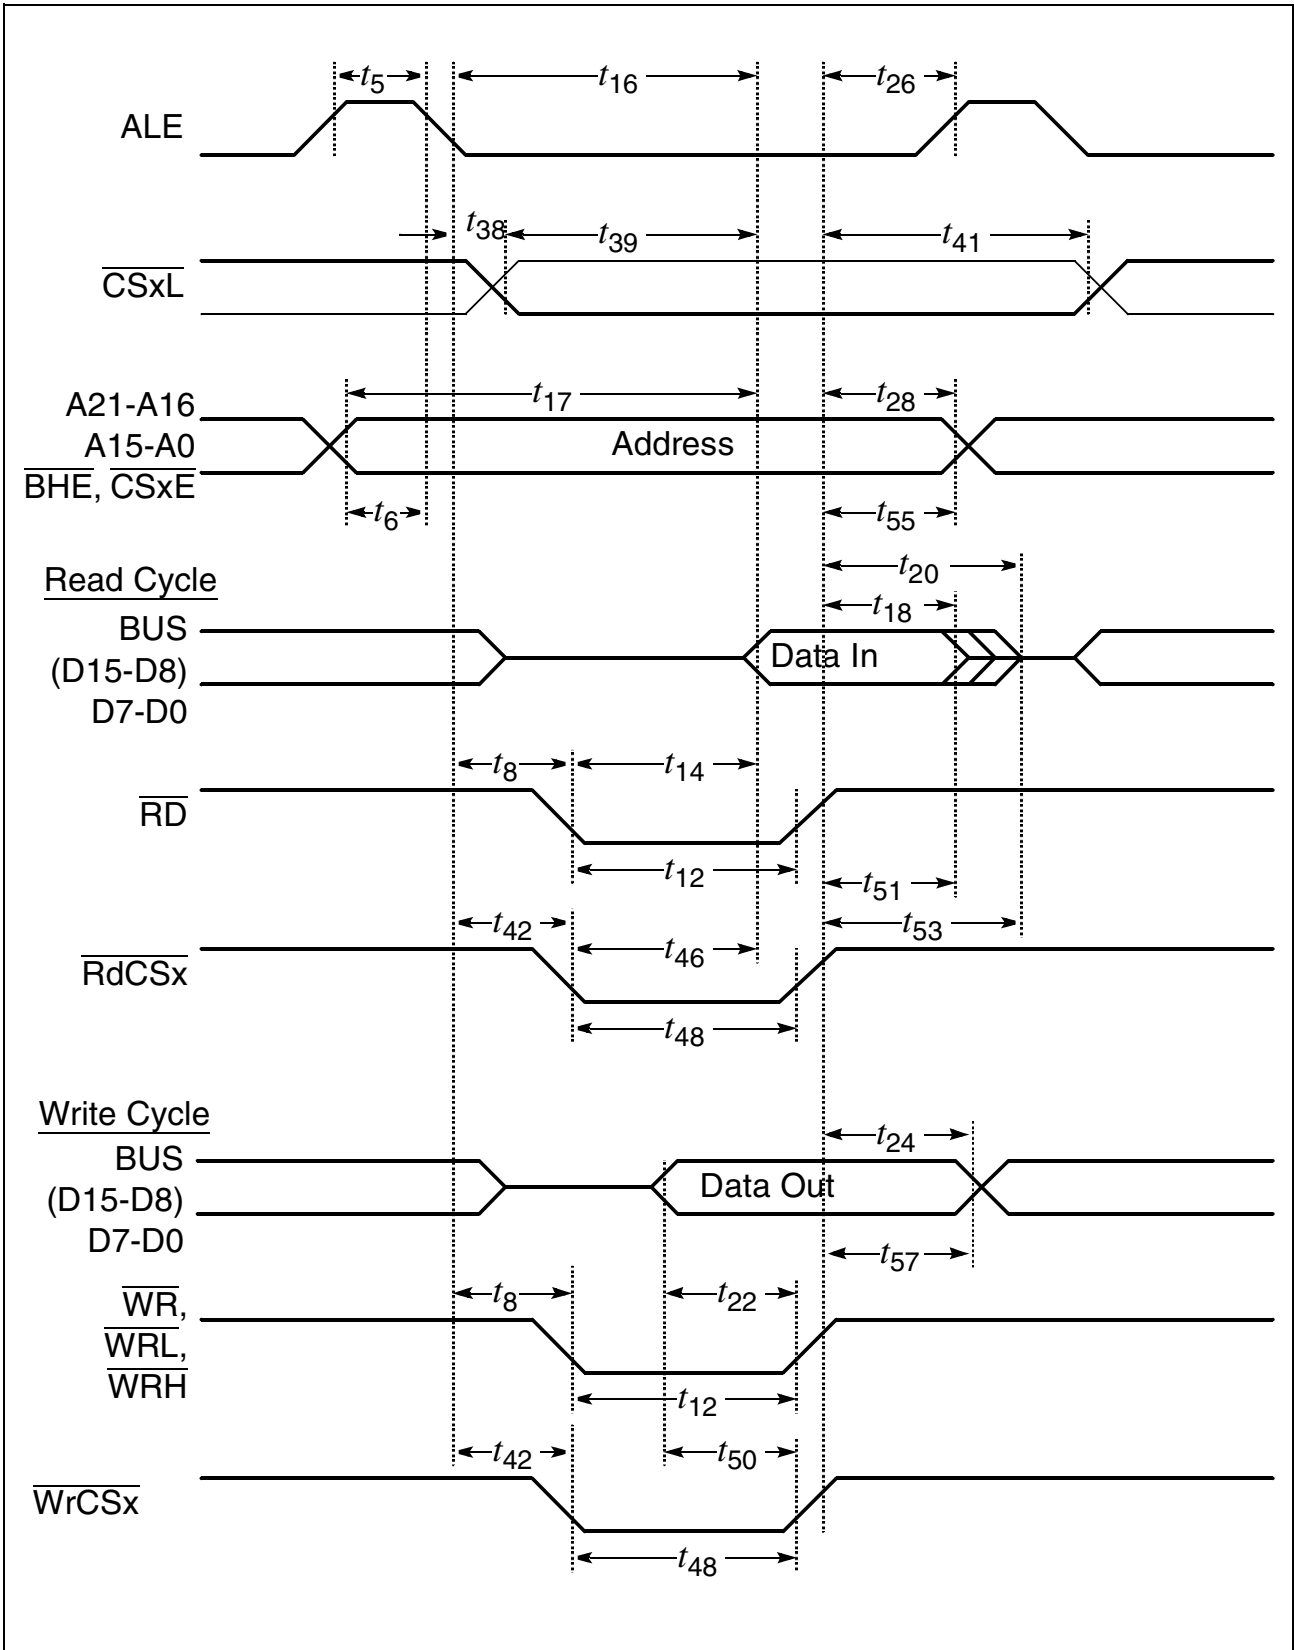 t5 t16 t26
ALE
t38 t39 t41
CSxL
t17 t28
A21-A16
A15-A0
BHE, CSxE
Address
t6 t55
t20
Read Cycle
t18
BUS
(D15-D8)
D7-D0
Data In
t8 t14
RD
t12 t51
t42 t46 t53
RdCSx
t48
Write Cycle
t24
BUS
(D15-D8)
D7-D0
Data Out
t57
t8 t22
WR,
WRL,
WRH
t12
t42 t50
WrCSx
t48